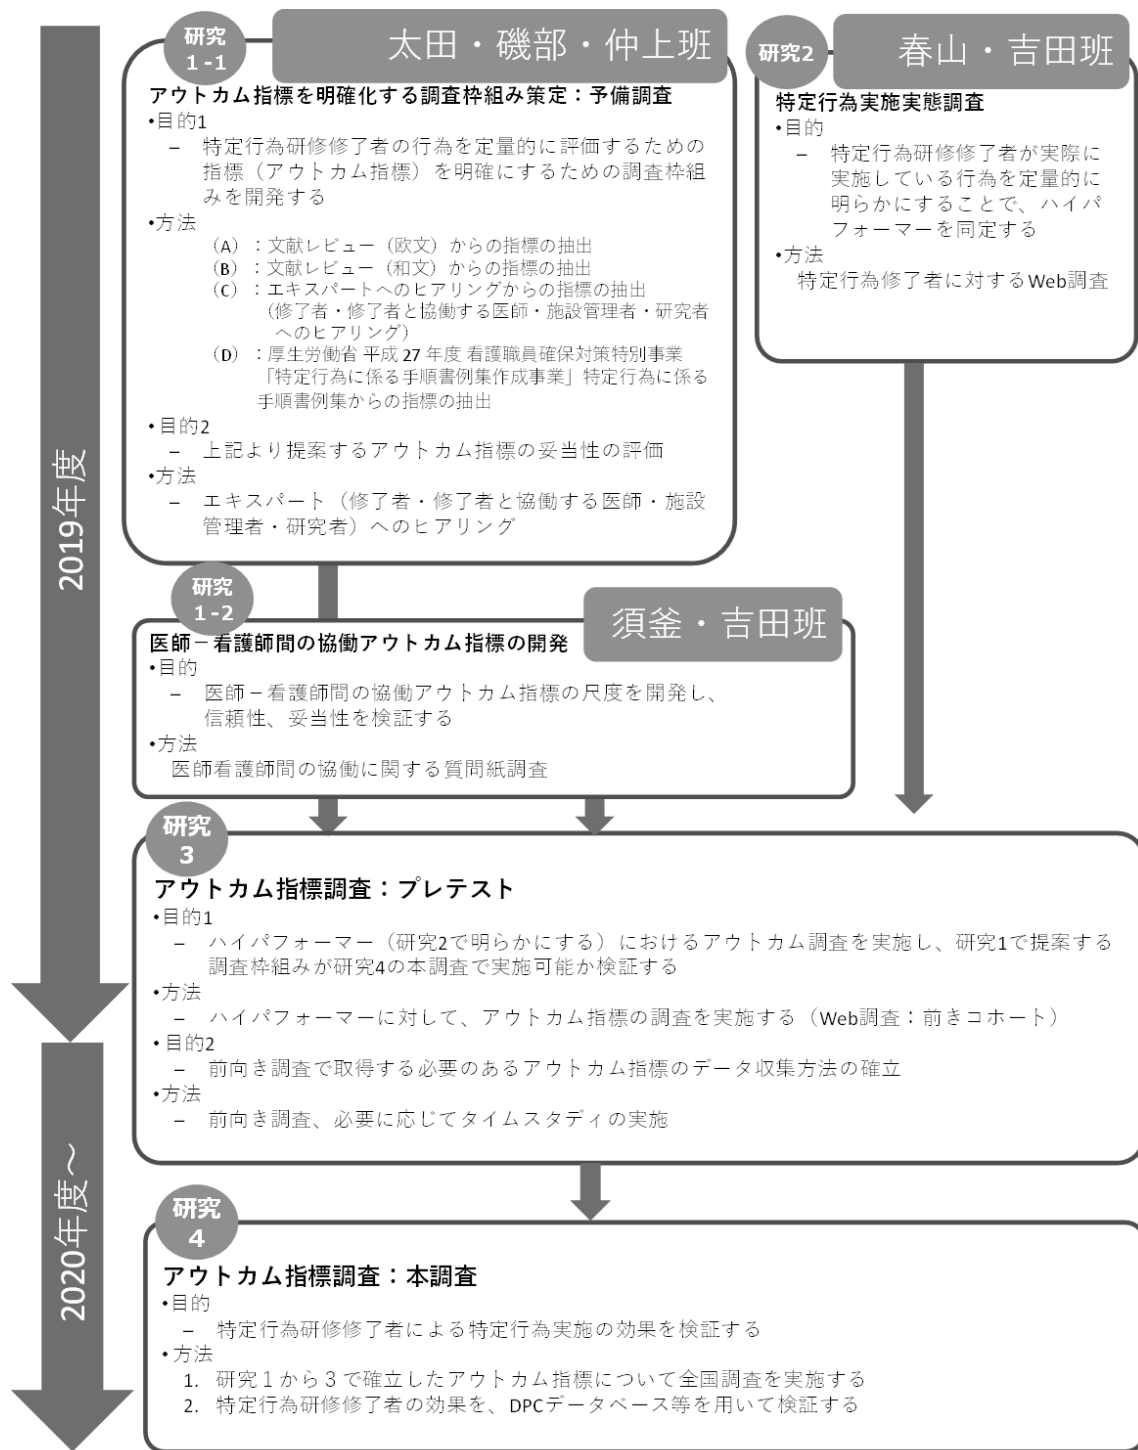 2019年度
2020年度～
研究
1-1
太田・磯部・仲上班
アウトカム指標を明確化する調査枠組み策定：予備調査
•目的1
– 特定行為研修修了者の行為を定量的に評価するための
指標（アウトカム指標）を明確にするための調査枠組
みを開発する
•方法
（A）：文献レビュー（欧文）からの指標の抽出
（B）：文献レビュー（和文）からの指標の抽出
（C）：エキスパートへのヒアリングからの指標の抽出
（修了者・修了者と協働する医師・施設管理者・研究者
へのヒアリング）
（D）：厚生労働省 平成 27 年度 看護職員確保対策特別事業
「特定行為に係る手順書例集作成事業」特定行為に係る
手順書例集からの指標の抽出
•目的2
– 上記より提案するアウトカム指標の妥当性の評価
•方法
– エキスパート（修了者・修了者と協働する医師・施設
管理者・研究者）へのヒアリング
研究2
春山・吉田班
特定行為実施実態調査
•目的
– 特定行為研修修了者が実際に
実施している行為を定量的に
明らかにすることで、ハイパ
フォーマーを同定する
•方法
特定行為修了者に対するWeb調査
研究
1-2
須釜・吉田班
医師－看護師間の協働アウトカム指標の開発
•目的
– 医師－看護師間の協働アウトカム指標の尺度を開発し、
信頼性、妥当性を検証する
•方法
医師看護師間の協働に関する質問紙調査
研究
3
アウトカム指標調査：プレテスト
•目的1
– ハイパフォーマー（研究2で明らかにする）におけるアウトカム調査を実施し、研究1で提案する
調査枠組みが研究4の本調査で実施可能か検証する
•方法
– ハイパフォーマーに対して、アウトカム指標の調査を実施する（Web調査：前きコホート）
•目的2
– 前向き調査で取得する必要のあるアウトカム指標のデータ収集方法の確立
•方法
– 前向き調査、必要に応じてタイムスタディの実施
研究
4
アウトカム指標調査：本調査
•目的
– 特定行為研修修了者による特定行為実施の効果を検証する
•方法
1. 研究１から３で確立したアウトカム指標について全国調査を実施する
2. 特定行為研修修了者の効果を、DPCデータベース等を用いて検証する